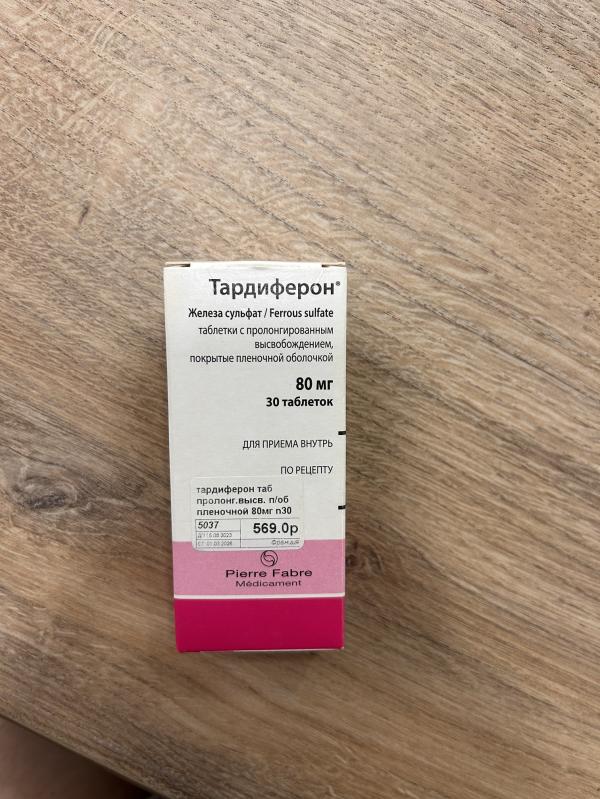 Тардиферон®
Железа сульфат / Ferrous sulfate
таблетки с пролонгированным
высвобождением,
покрытые пленочной оболочкой
80 мг
30 таблеток
ДЛЯ ПРИЕМА ВНУТРЬ
ПО РЕЦЕПТУ
тардиферон таб
пролонг.высв. п/об
пленочной 80мг n30
5037
569.0р
Pierre Fabre
Médicament